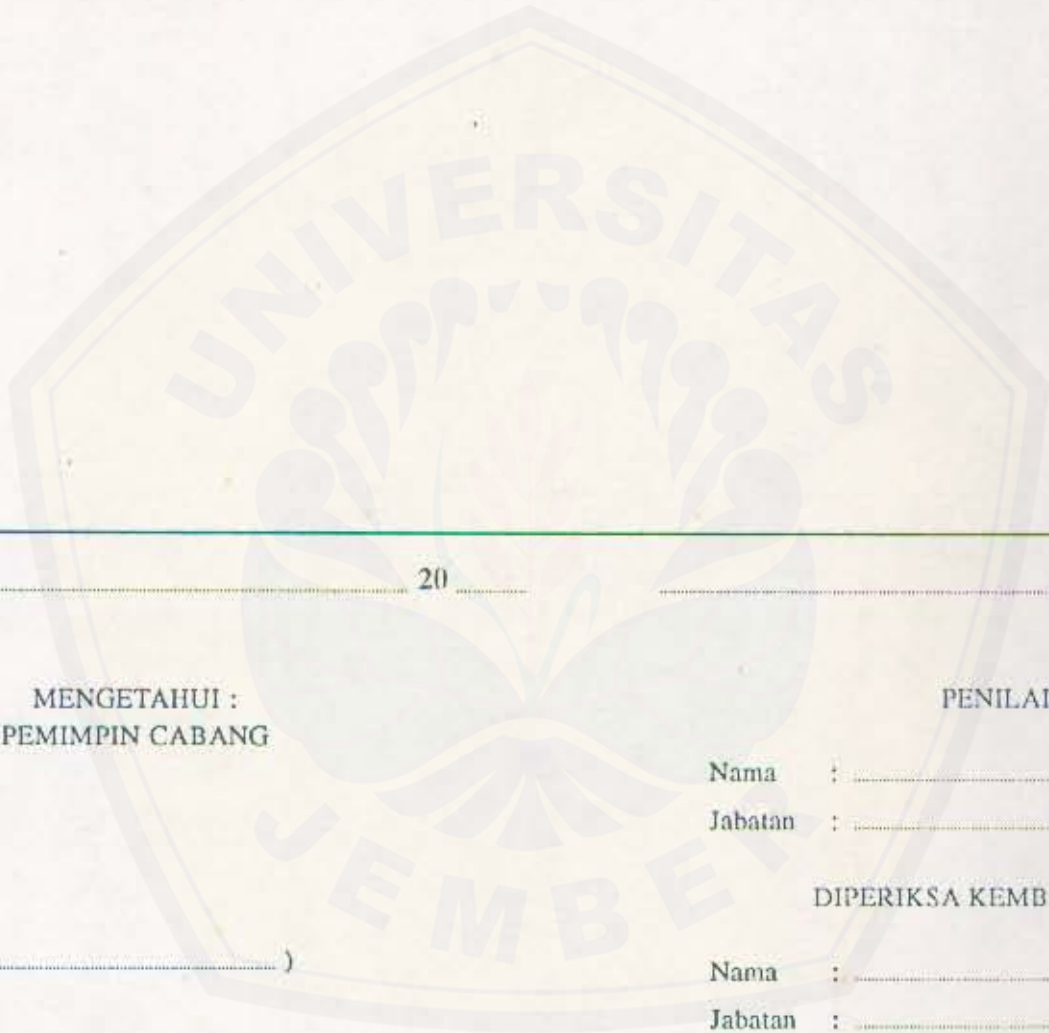 UNIVERSITAS
20
MENGETAHUI :
PEMIMPIN CABANG
)
PENILAI
Nama :
Jabatan :
DIPERIKSA KEMB
Nama :
Jabatan :
JEMBER